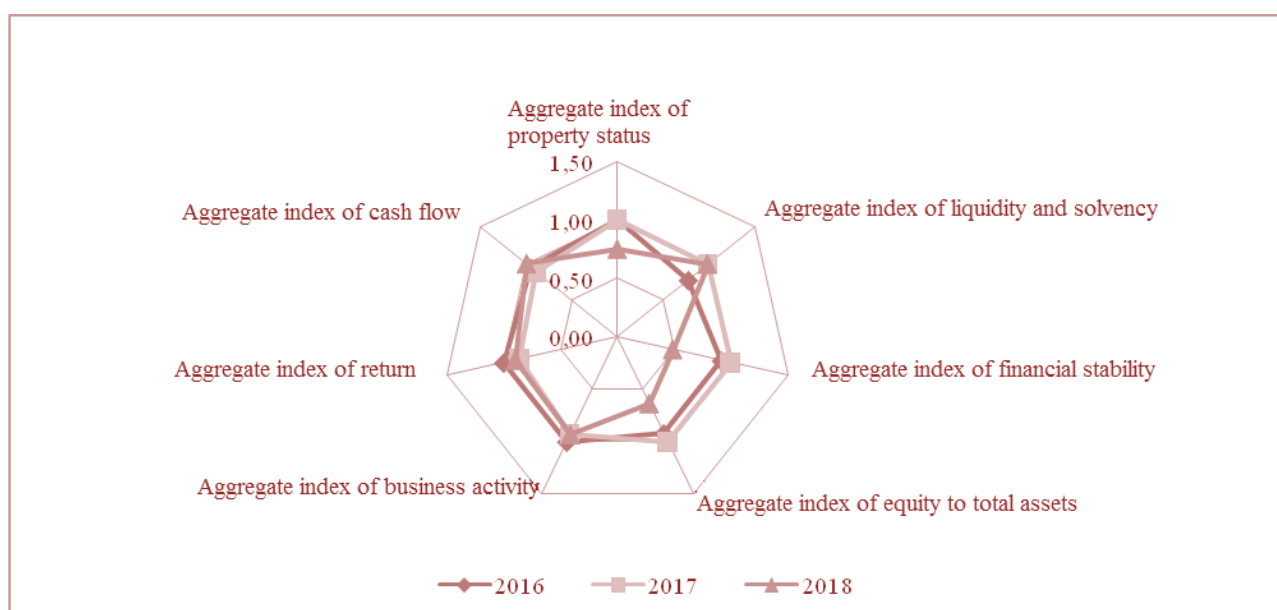 Aggregate index of
property status
1,50
Aggregate index of cash flow
Aggregate index of liquidity and solvency
1,00
0,50
0,00
Aggregate index of return
Aggregate index of financial stability
Aggregate index of business activity
Aggregate index of equity to total assets
2016
2017
2018